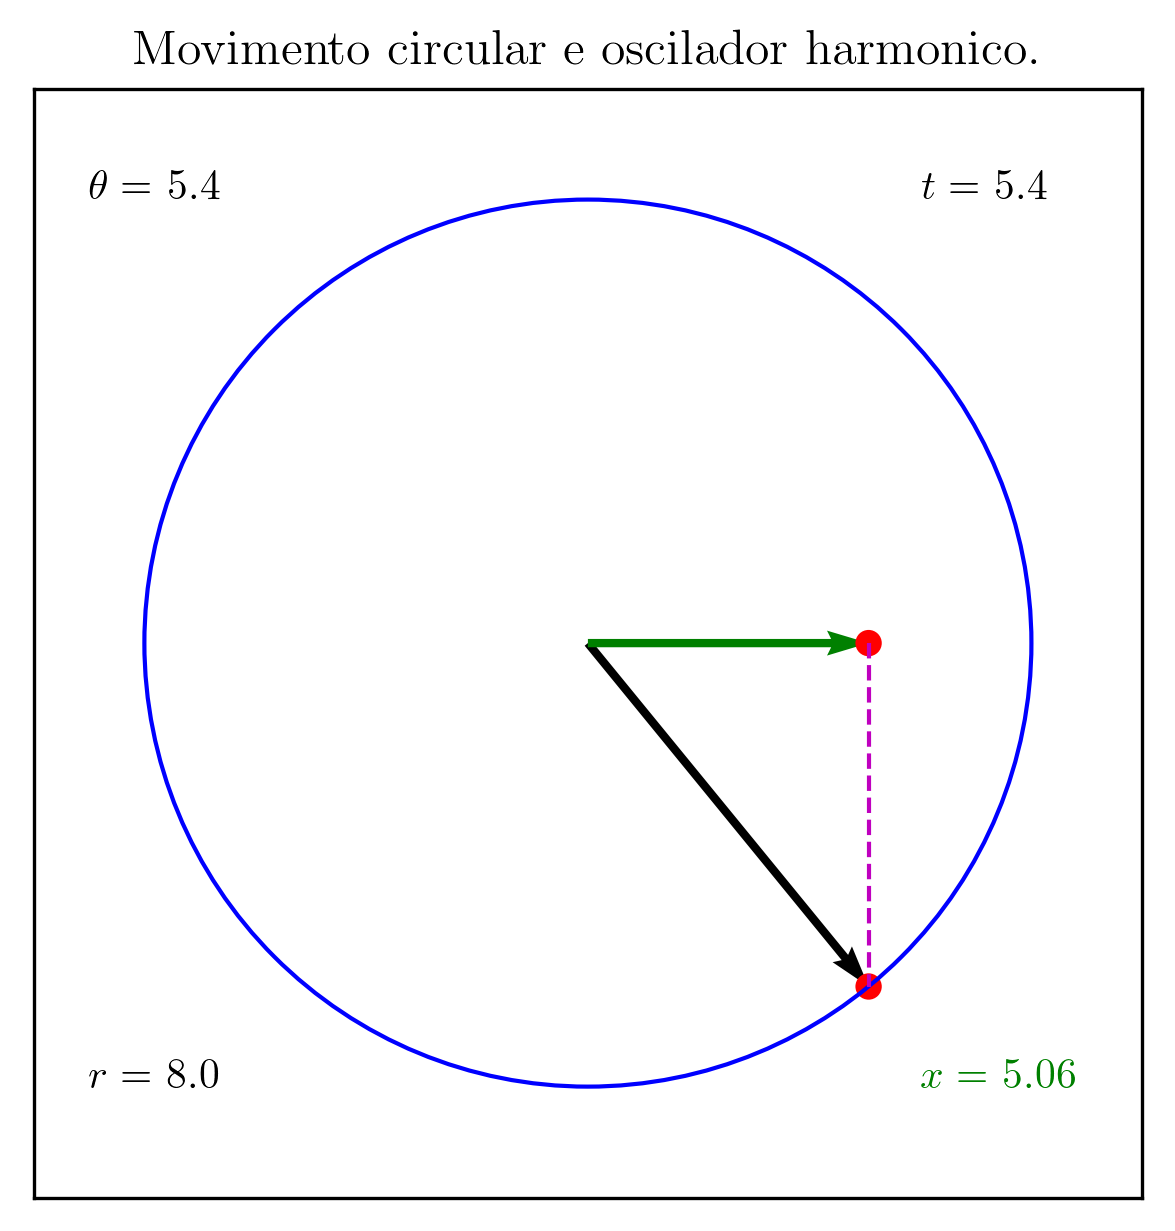 Movimento circular e oscilador harmonico.
θ = 5.4
t = 5.4
r = 8.0
x = 5.06